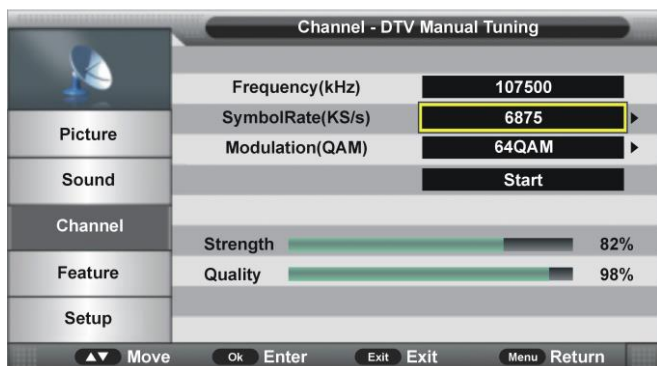 Channel - DTV Manual Tuning
Frequency(kHz) 107500
SymbolRate(KS/s) 6875
Modulation(QAM) 64QAM
Start
Picture
Sound
Channel
Feature
Setup
Strength 82%
Quality 98%
Move Ok Enter Exit Exit Menu Return